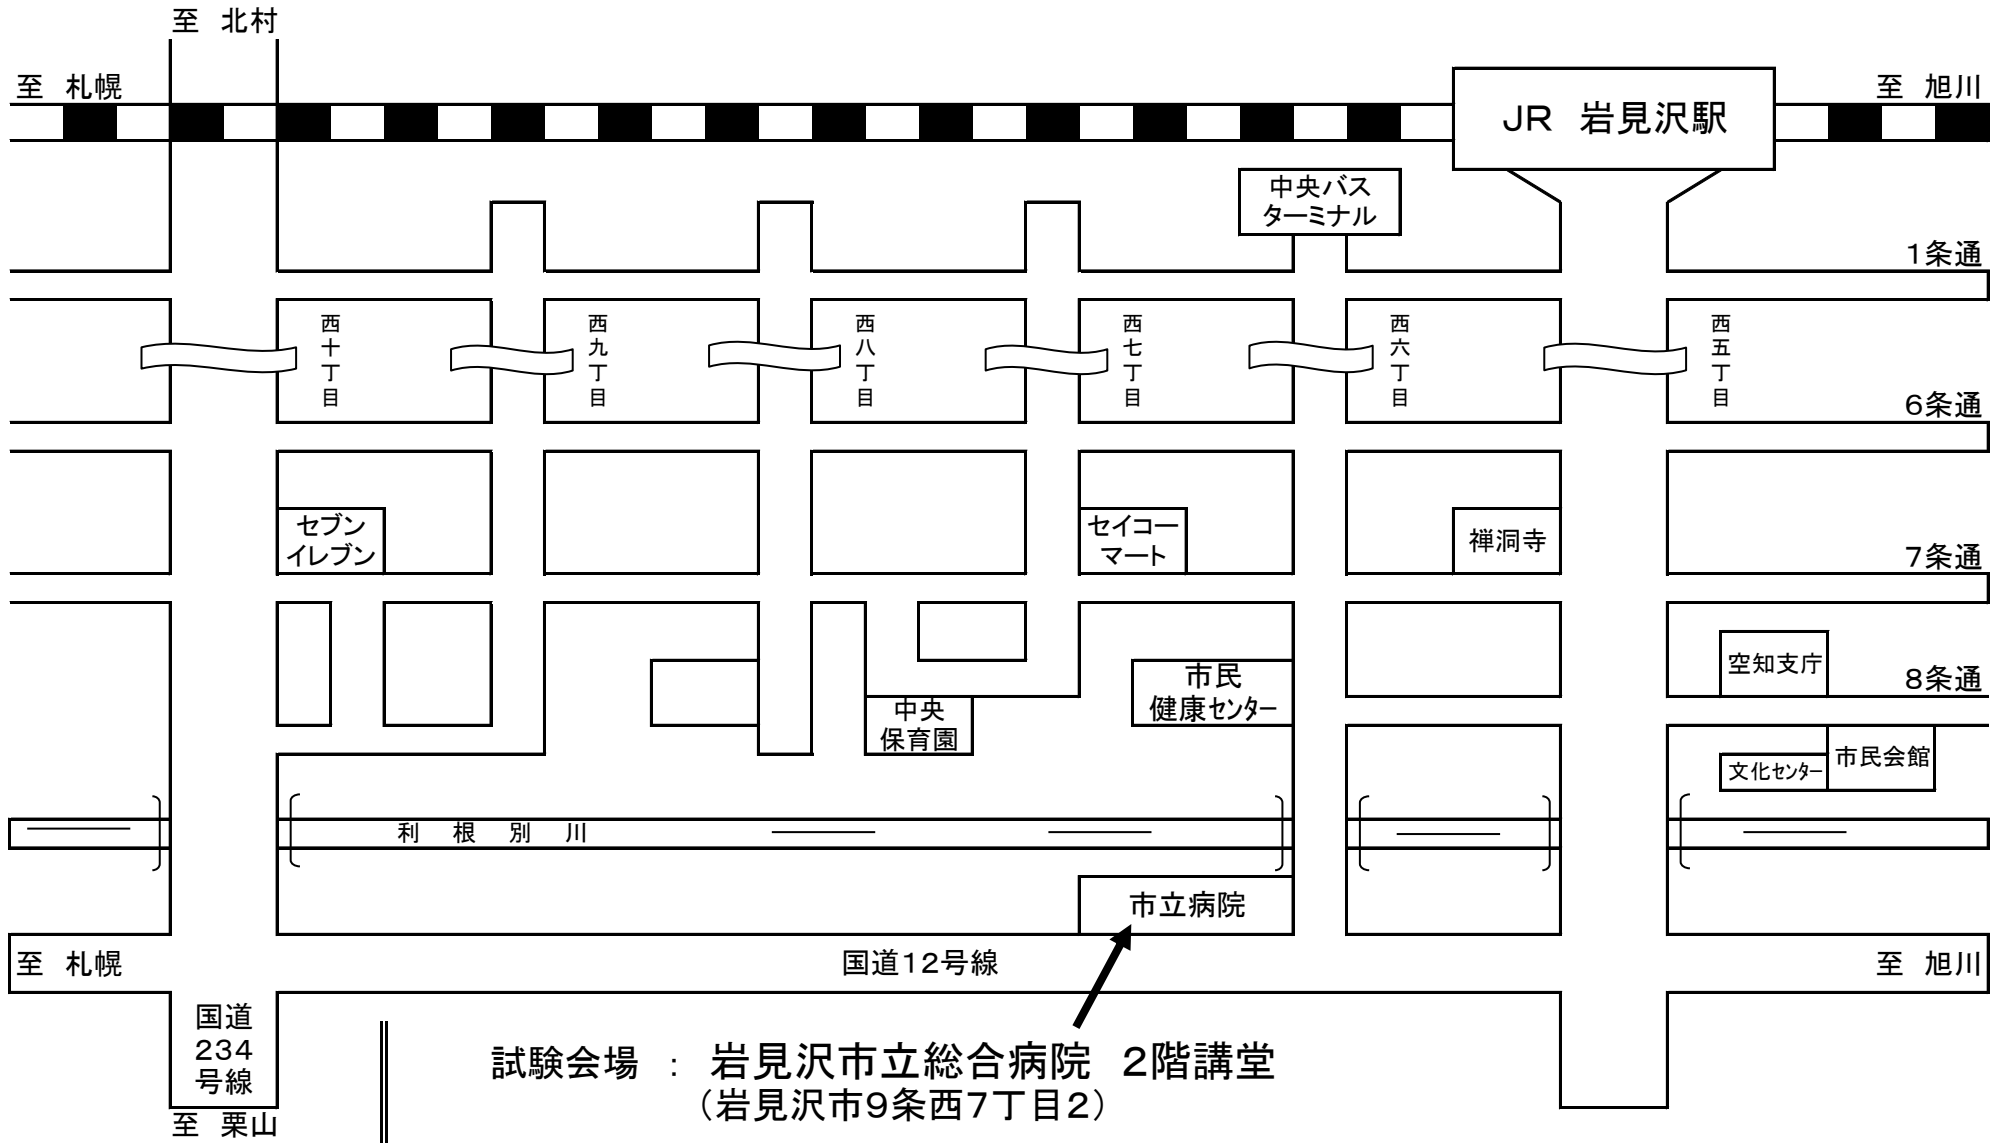 至 北村
至 札幌
至 旭川
JR 岩見沢駅
中央バス
ターミナル
1条通
西十丁目
西九丁目
西八丁目
西七丁目
西六丁目
西五丁目
6条通
セブン
イレブン
セイコー
マート
禅洞寺
7条通
市民
健康センター
空知支庁
8条通
中央
保育園
文化センター
市民会館
利根別川
市立病院
至 札幌
国道12号線
至 旭川
国道
234
号線
至 栗山
試験会場 : 岩見沢市立総合病院 2階講堂
(岩見沢市9条西7丁目2)